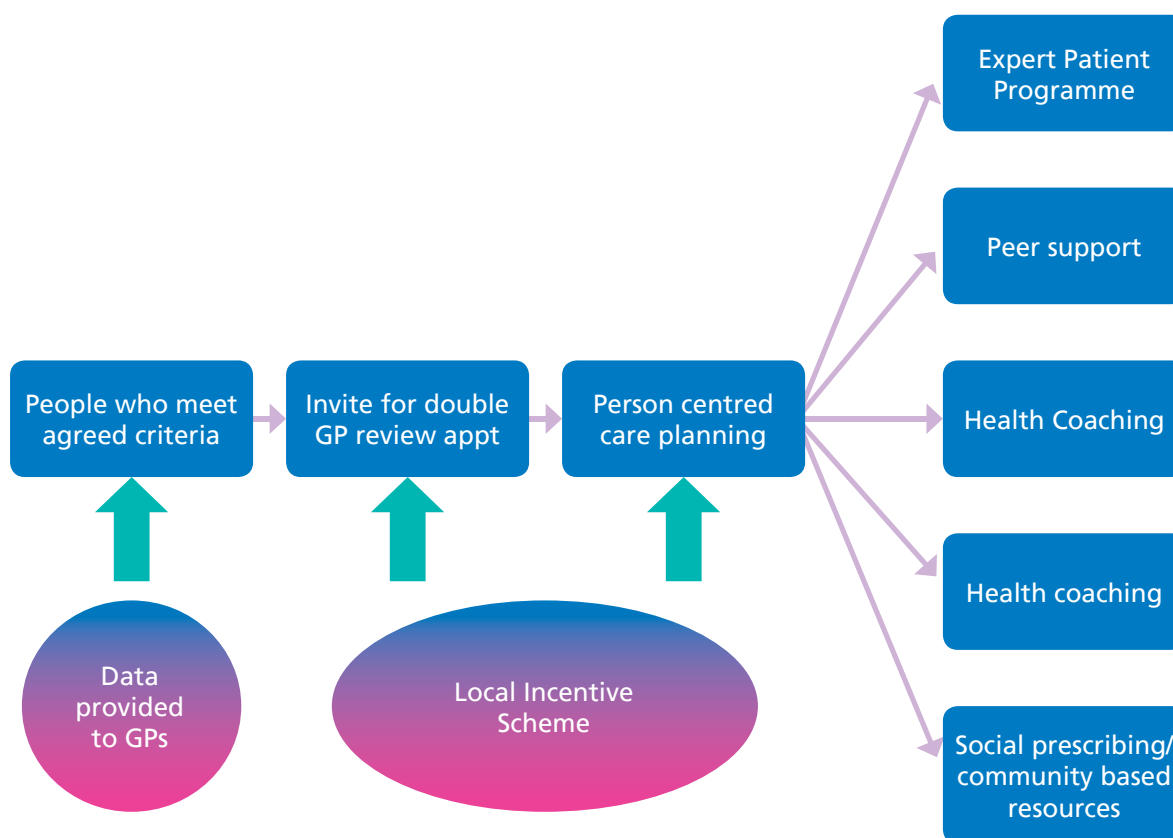 People who meet
agreed criteria
Invite for double
GP review appt
Person centred
care planning
Expert Patient
Programme
Peer support
Health Coaching
Health coaching
Social prescribing/
community based
resources
Data
provided
to GPs
Local Incentive
Scheme